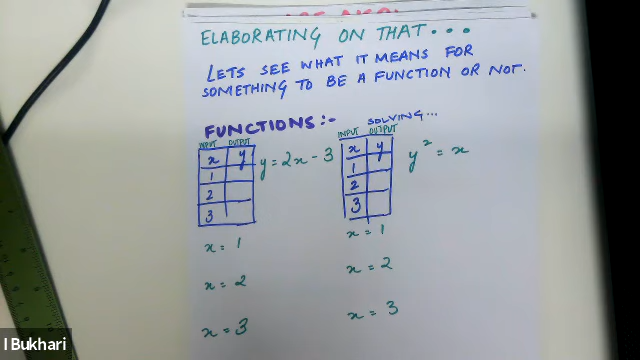 ELABORATING ON THAT...
LETS SEE WHAT IT MEANS FOR
SOMETHING TO BE A FUNCTION OR NOT.
FUNCTIONS:-
SOLVING...
INPUT OUTPUT
x y
1
2
3
y = 2x - 3
INPUT OUTPUT
x y
1
2
3
y² = x
x = 1
x = 2
x = 3
x = 1
x = 2
x = 3
I Bukhari